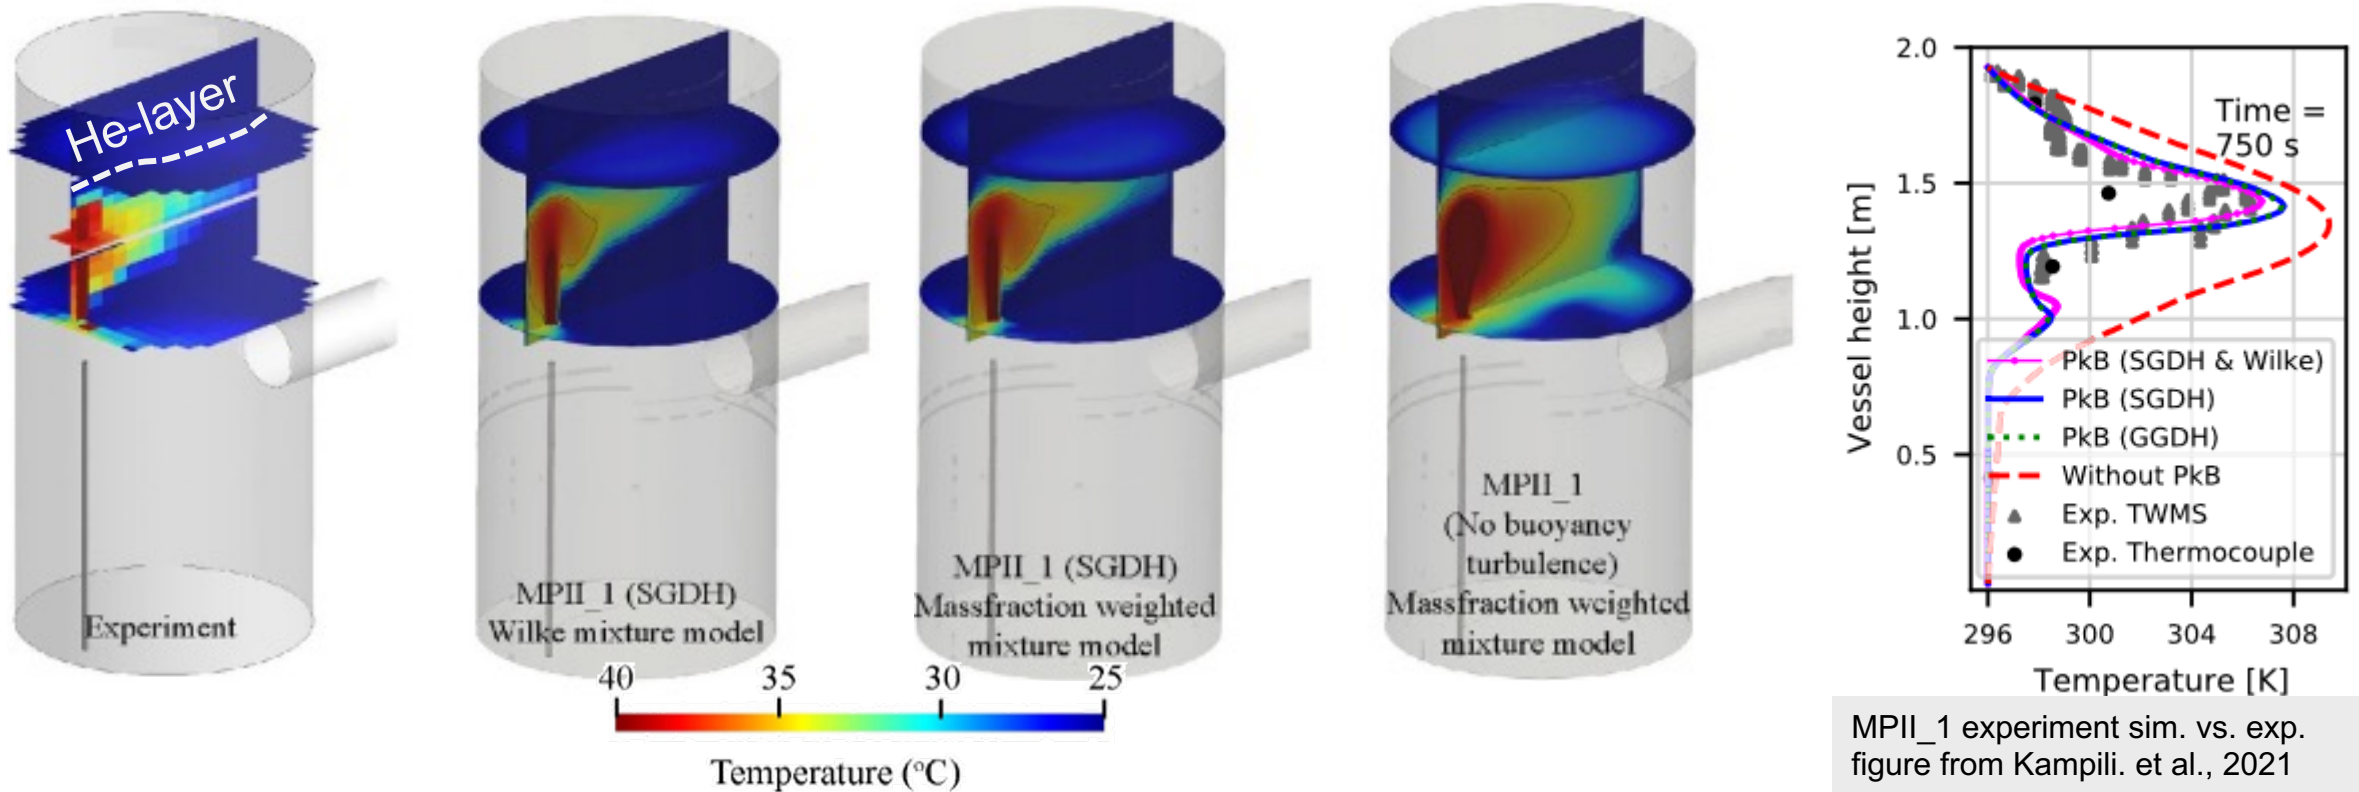 He-layer
Experiment
MPII_1 (SGDH)
Wilke mixture model
MPII_1 (SGDH)
Massfraction weighted
mixture model
MPII_1
(No buoyancy
turbulence)
Massfraction weighted
mixture model
40 35 30 25
Temperature (°C)
2.0
1.5
1.0
0.5
Vessel height [m]
Time =
750 s
PkB (SGDH & Wilke)
PkB (SGDH)
PkB (GGDH)
Without PkB
Exp. TWMS
Exp. Thermocouple
296 300 304 308
Temperature [K]
MPII_1 experiment sim. vs. exp.
figure from Kampili. et al., 2021